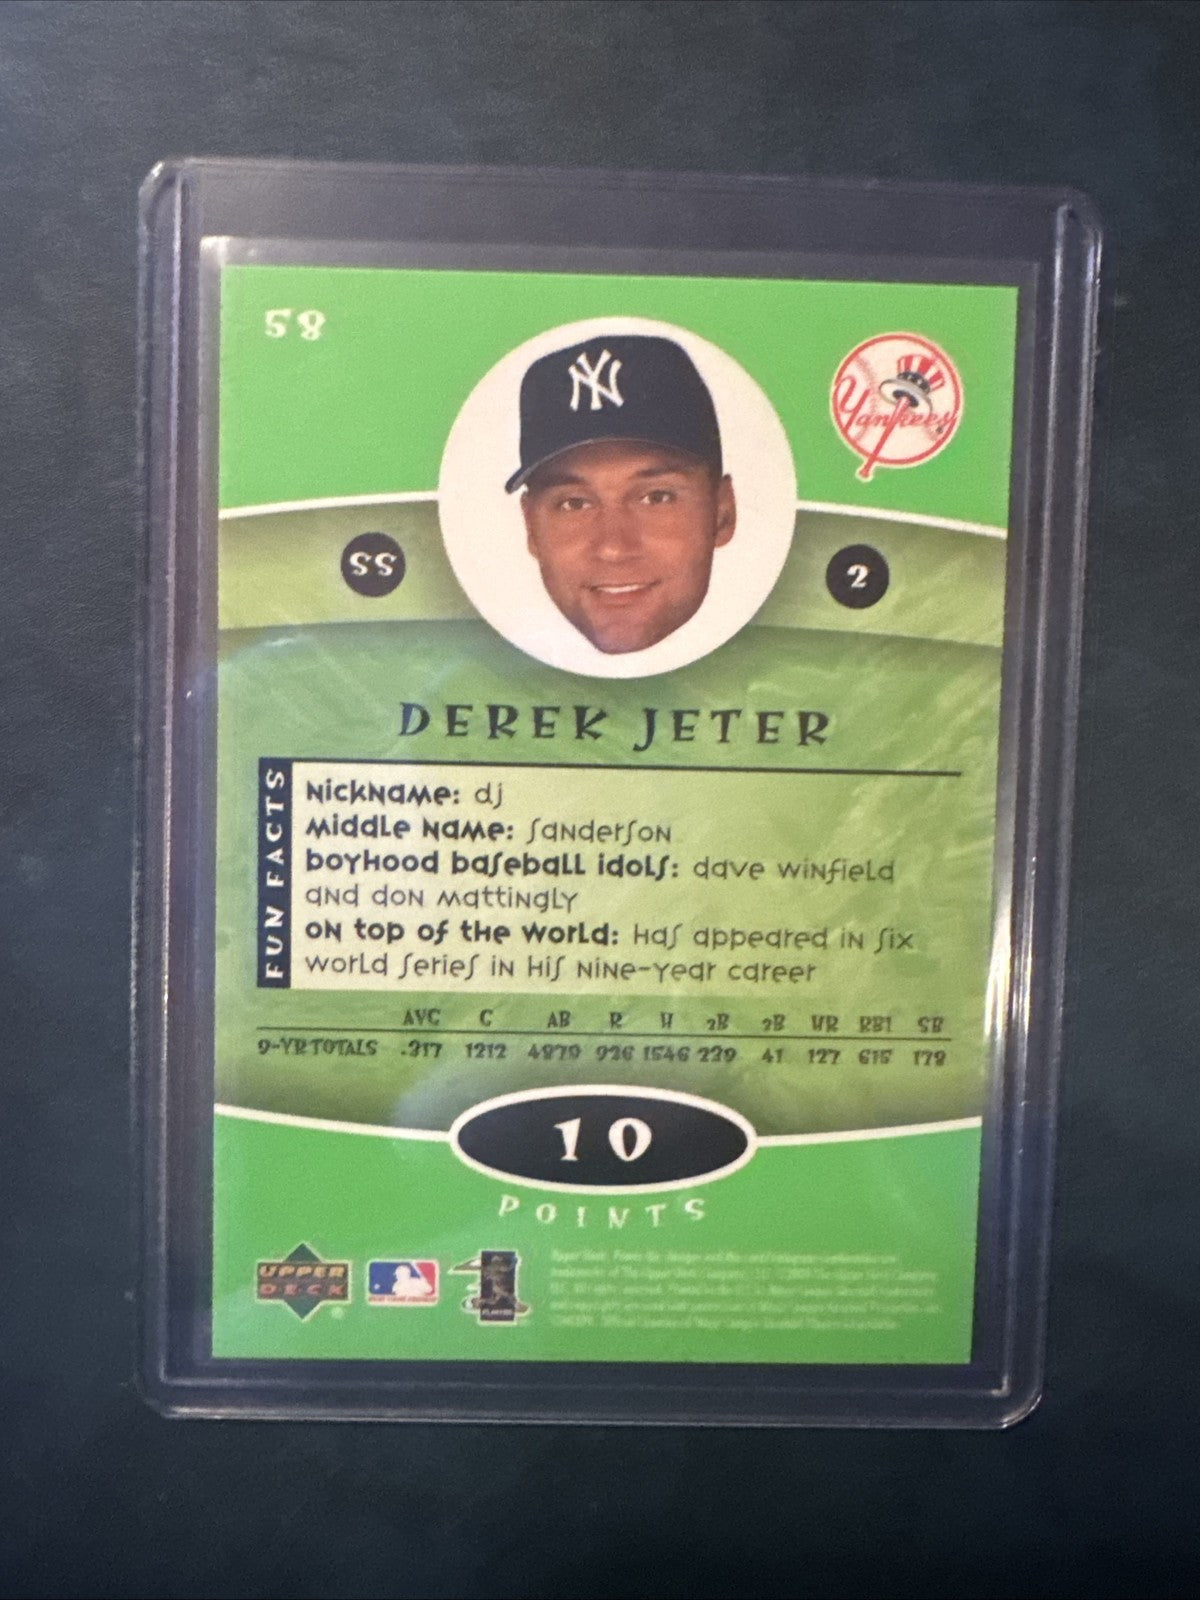 58
NY
Yankees
SS
2
DEREK JETER
FUN FACTS
Nickname: dj
Middle Name: Sanderson
boyhood baseball idols: dave winfield
and don mattingly
on top of the world: has appeared in six
world series in his nine-year career
AVG G AB R H 2B 3B HR RBI SB
9-YR TOTALS .317 1212 4870 926 1546 239 41 127 615 178
10
POINTS
UPPER
DECK